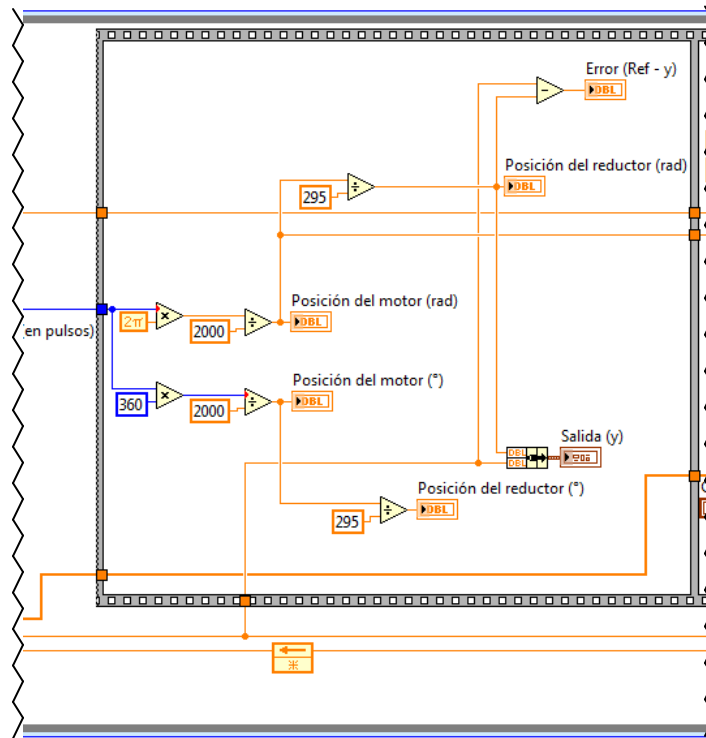 Error (Ref - y)
DBL
Posición del reductor (rad)
295
DBL
Posición del motor (rad)
2π
2000
DBL
(en pulsos)
Posición del motor (°)
360
2000
DBL
Salida (y)
DBL
DBL
Posición del reductor (°)
295
DBL